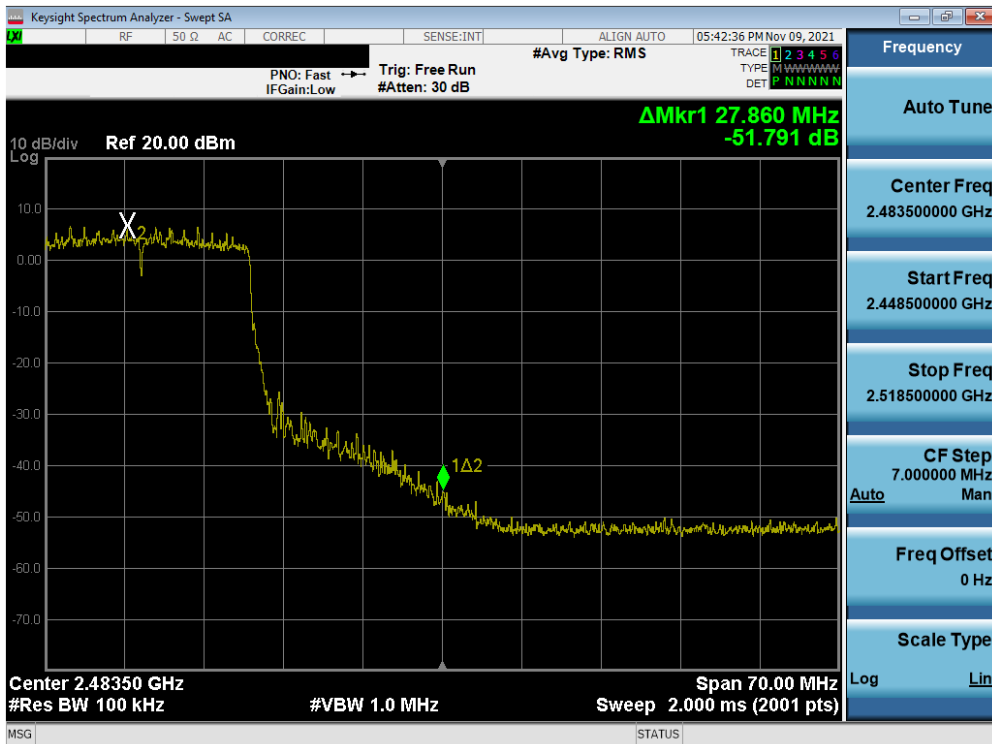 Keysight Spectrum Analyzer - Swept SA
LXI RF 50 Ω AC CORREC SENSE:INT ALIGN AUTO 05:42:36 PM Nov 09, 2021
#Avg Type: RMS TRACE 1 2 3 4 5 6
PNO: Fast Trig: Free Run TYPE M W W W W W
IFGain:Low #Atten: 30 dB DET P N N N N N
ΔMkr1 27.860 MHz
-51.791 dB
10 dB/div Ref 20.00 dBm
Log
10.0
0.00
-10.0
-20.0
-30.0
-40.0
-50.0
-60.0
-70.0
X2
1Δ2
Center 2.48350 GHz Span 70.00 MHz
#Res BW 100 kHz #VBW 1.0 MHz Sweep 2.000 ms (2001 pts)
MSG STATUS
Frequency
Auto Tune
Center Freq
2.483500000 GHz
Start Freq
2.448500000 GHz
Stop Freq
2.518500000 GHz
CF Step
7.000000 MHz
Auto Man
Freq Offset
0 Hz
Scale Type
Log Lin